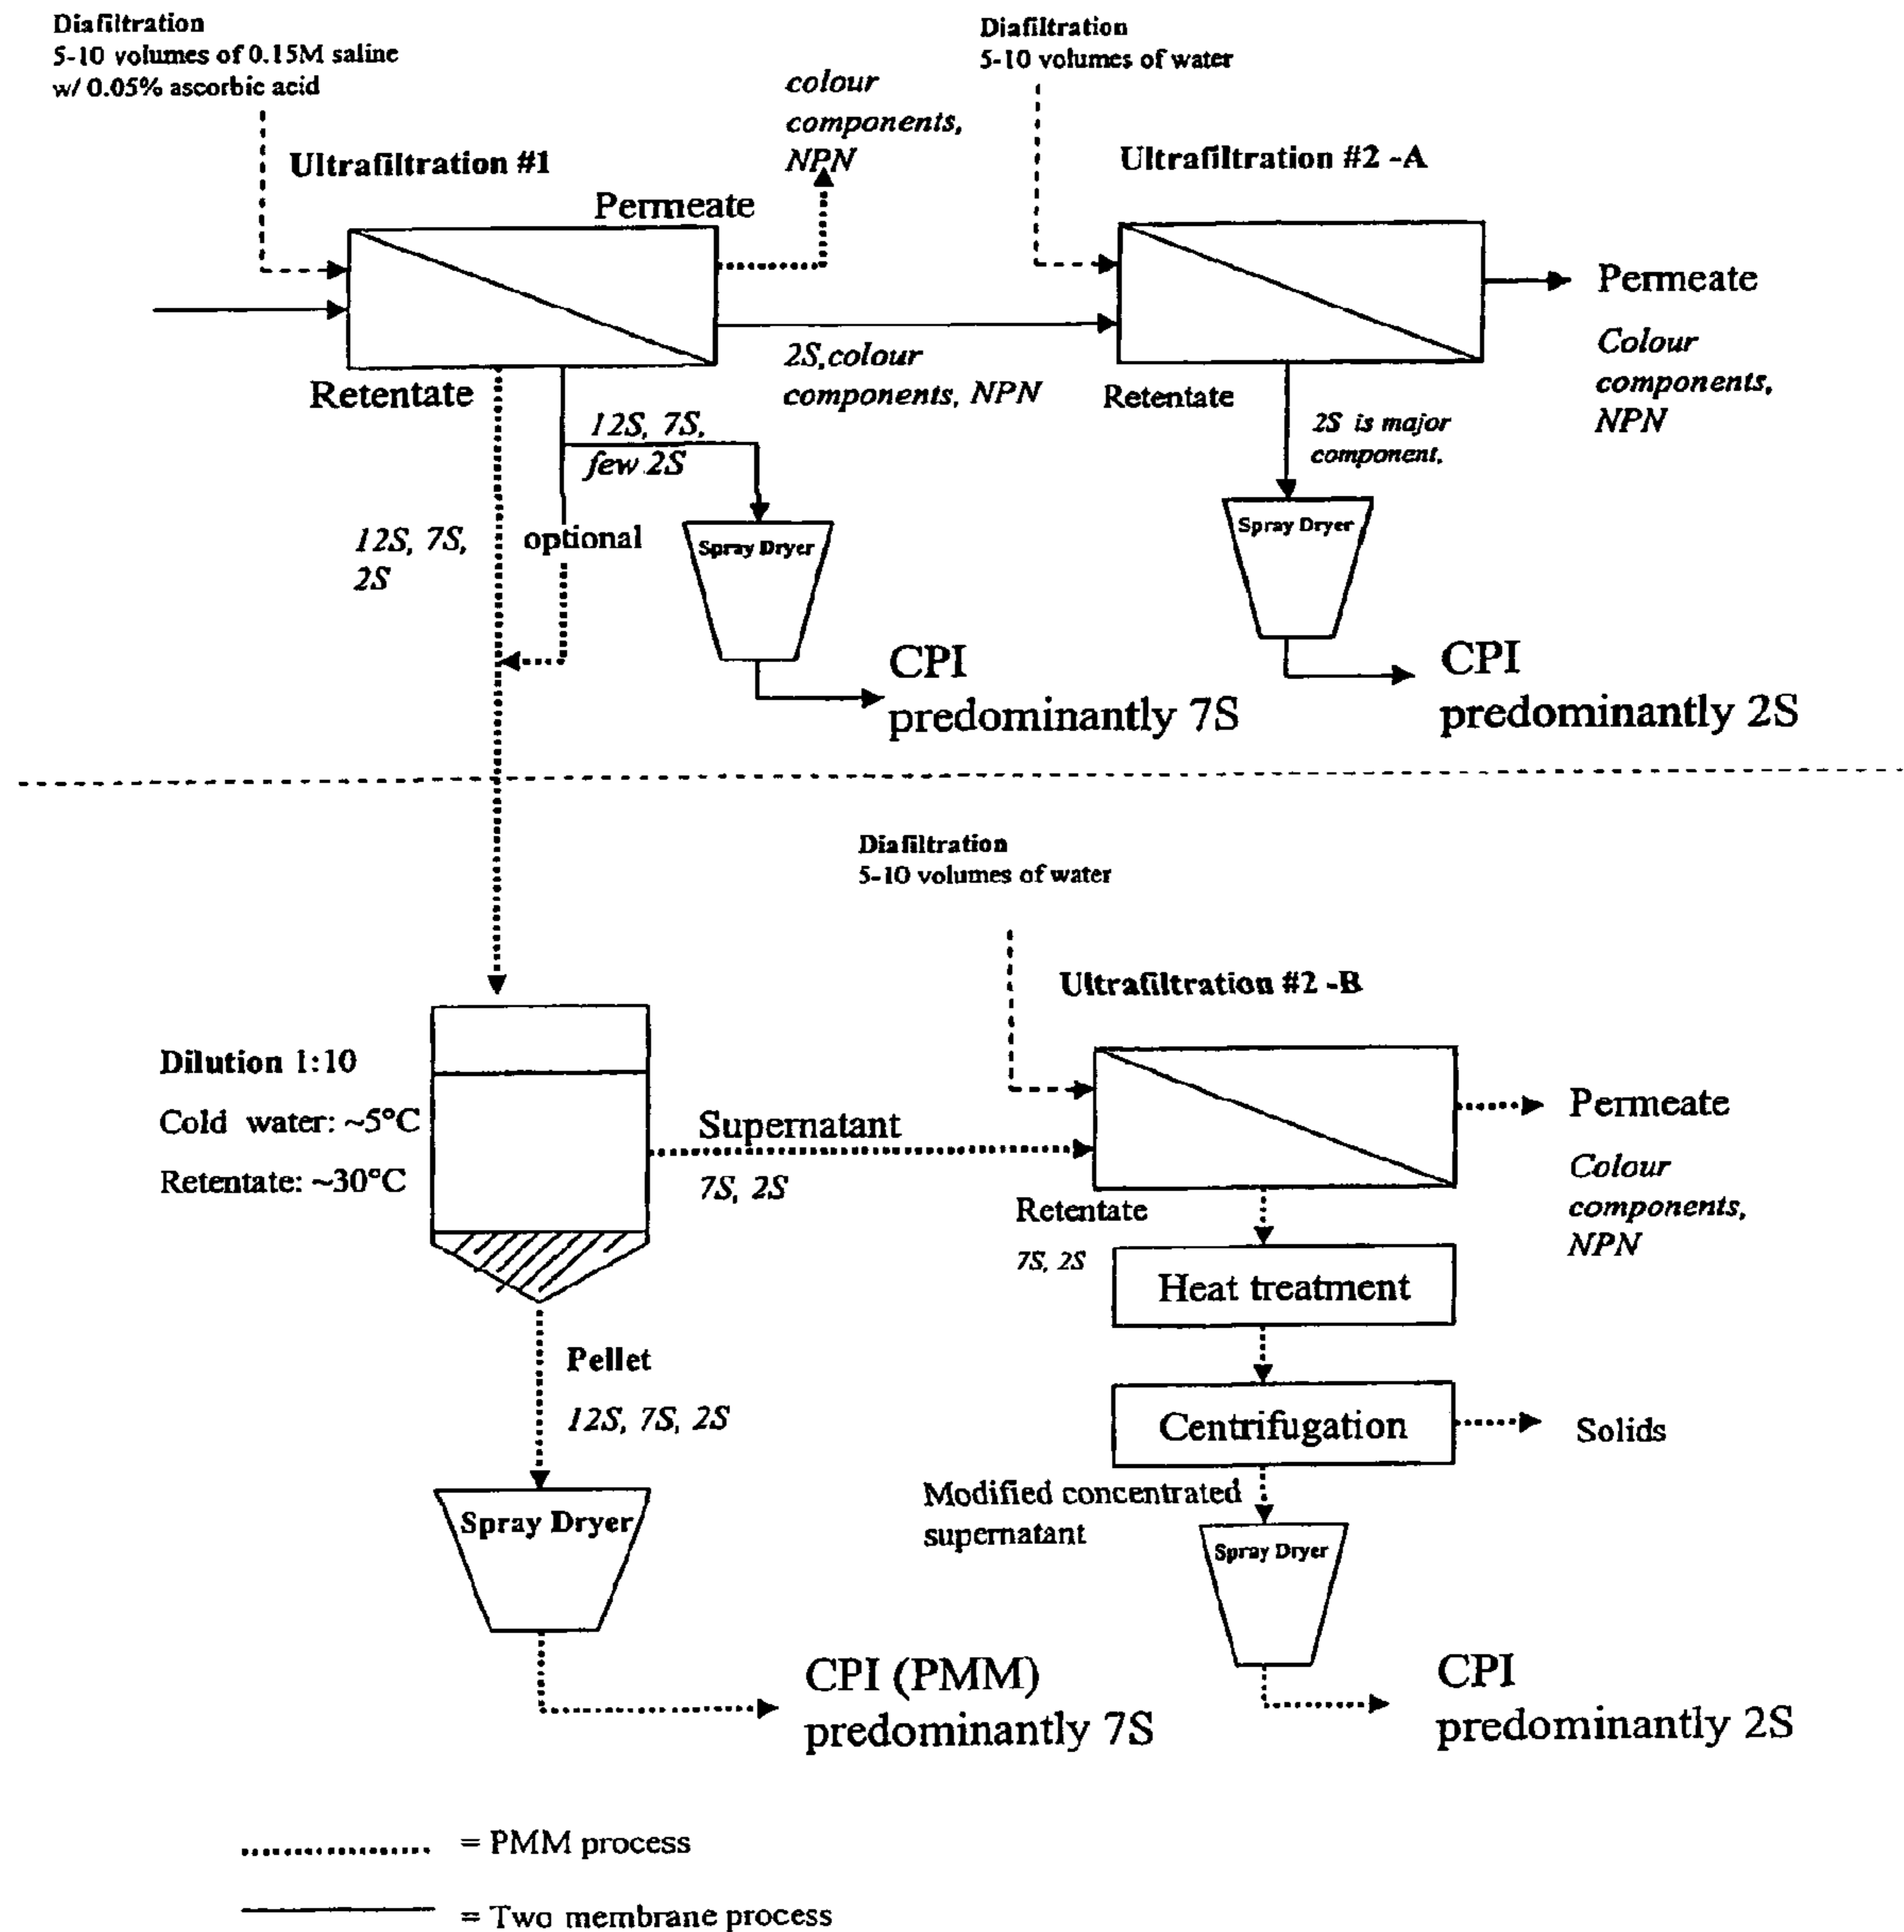 Diafiltration
5-10 volumes of 0.15M saline
w/ 0.05% ascorbic acid
Diafiltration
5-10 volumes of water
colour
components,
NPN
Ultrafiltration #1
Ultrafiltration #2 -A
Permeate
Permeate
Colour
components,
NPN
Retentate
2S,colour
components, NPN
Retentate
2S is major
component,
12S, 7S,
few 2S
12S, 7S,
2S
optional
Spray Dryer
Spray Dryer
CPI
predominantly 7S
CPI
predominantly 2S
Diafiltration
5-10 volumes of water
Ultrafiltration #2 -B
Dilution 1:10
Cold water: ~5°C
Retentate: ~30°C
Supernatant
7S, 2S
Permeate
Colour
components,
NPN
Retentate
7S, 2S
Heat treatment
Pellet
12S, 7S, 2S
Centrifugation
Solids
Modified concentrated
supernatant
Spray Dryer
Spray Dryer
CPI (PMM)
predominantly 7S
CPI
predominantly 2S
= PMM process
= Two membrane process